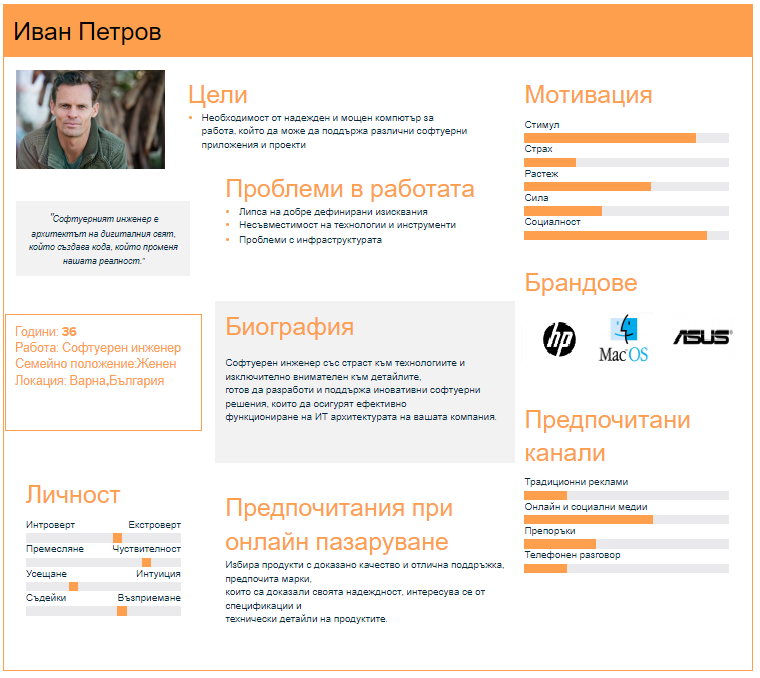 Иван Петров
Цели
Необходимост от надежден и мощен компютър за
работа, който да може да поддържа различни софтуерни
приложения и проекти
Проблеми в работата
Липса на добре дефинирани изисквания
Несъвместимост на технологии и инструменти
Проблеми с инфраструктурата
"Софтуерният инженер е
архитектът на дигиталния свят,
който създава кода, който променя
нашата реалност."
Години: 36
Работа: Софтуерен инженер
Семейно положение:Женен
Локация: Варна,България
Биография
Софтуерен инженер със страст към технологиите и
изключително внимателен към детайлите,
готов да разработи и поддържа иновативни софтуерни
решения, които да осигурят ефективно
функциониране на ИТ архитектурата на вашата компания.
Личност
Интроверт Екстроверт
Премесляне Чуствителност
Усещане Интуиция
Съдейки Възприемане
Предпочитания при
онлайн пазаруване
Избира продукти с доказано качество и отлична поддръжка,
предпочита марки,
които са доказали своята надеждност, интересува се от
спецификации и
технически детайли на продуктите.
Мотивация
Стимул
Страх
Растеж
Сила
Социалност
Брандове
hp
Mac OS
ASUS
Предпочитани
канали
Традиционни реклами
Онлайн и социални медии
Препоръки
Телефонен разговор